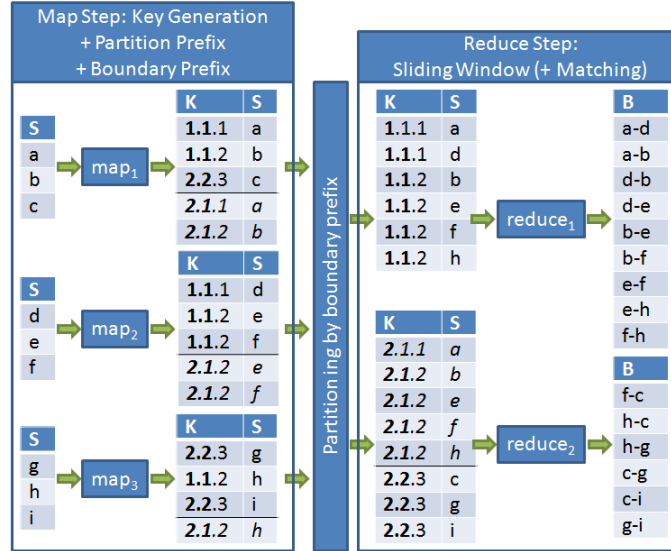 Map Step: Key Generation
+ Partition Prefix
+ Boundary Prefix
S
a
b
c
map1
K S
1.1.1 a
1.1.2 b
2.2.3 c
2.1.1 a
2.1.2 b
S
d
e
f
map2
K S
1.1.1 d
1.1.2 e
1.1.2 f
2.1.2 e
2.1.2 f
S
g
h
i
map3
K S
2.2.3 g
1.1.2 h
2.2.3 i
2.1.2 h
Partitioning by boundary prefix
Reduce Step:
Sliding Window (+ Matching)
K S
1.1.1 a
1.1.1 d
1.1.2 b
1.1.2 e
1.1.2 f
1.1.2 h
reduce1
B
a-d
a-b
d-b
d-e
b-e
b-f
e-f
e-h
f-h
K S
2.1.1 a
2.1.2 b
2.1.2 e
2.1.2 f
2.1.2 h
2.2.3 c
2.2.3 g
2.2.3 i
reduce2
B
f-c
h-c
h-g
c-g
c-i
g-i